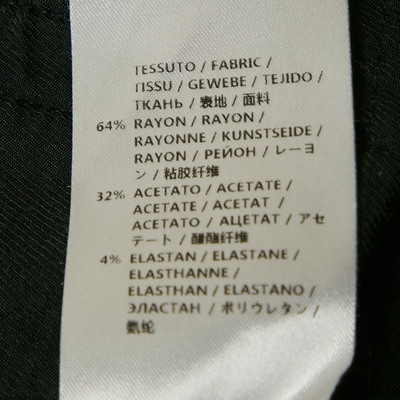 TESSUTO / FABRIC /
TISSU / GEWEBE / TEJIDO /
ТКАНЬ / 表地 / 面料
64% RAYON / RAYON /
RAYONNE / KUNSTSEIDE /
RAYON / РЕЙОН / レーヨ
ン / 粘胶纤维
32% ACETATO / ACETATE /
ACETATE / ACETAT /
ACETATO / АЦЕТАТ / アセ
テート / 醋酯纤维
4% ELASTAN / ELASTANE /
ELASTHANNE /
ELASTHAN / ELASTANO /
ЭЛАСТАН / ポリウレタン /
氨纶